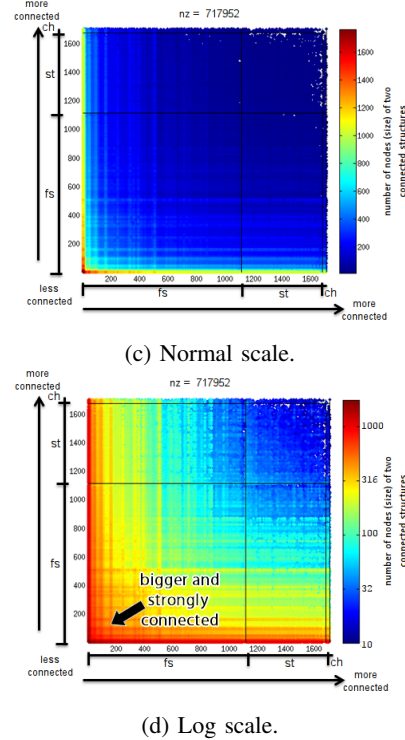 more
connected
ch
nz = 717952
1600
1400
1200
1000
800
600
400
200
st
fs
200 400 600 800 1000 1200 1400 1600
less
connected
fs
st
ch
more
connected
1600
1400
1200
1000
800
600
400
200
number of nodes (size) of two
connected structures
(c) Normal scale.
more
connected
ch
nz = 717952
1600
1400
1200
1000
800
600
400
200
st
fs
bigger and
strongly
connected
200 400 600 800 1000 1200 1400 1600
less
connected
fs
st
ch
more
connected
1000
316
100
32
10
number of nodes (size) of two
connected structures
(d) Log scale.